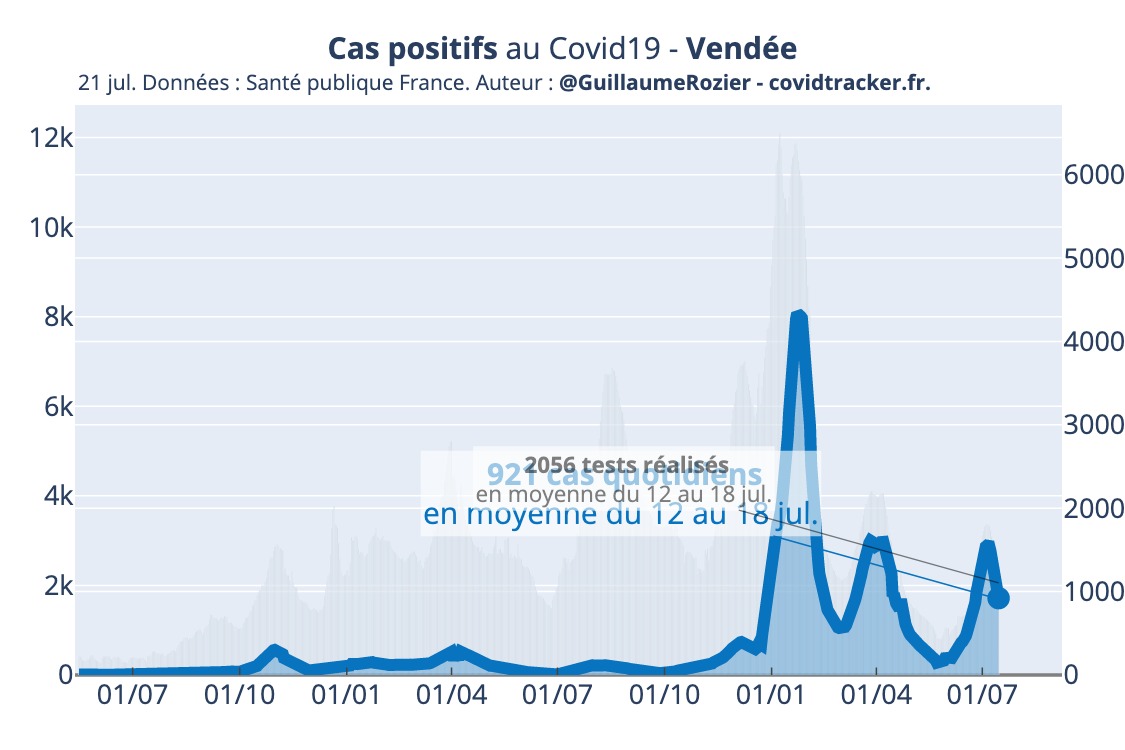 Cas positifs au Covid19 - Vendée
21 jul. Données : Santé publique France. Auteur : @GuillaumeRozier - covidtracker.fr.
12k
10k
8k
6k
4k
2k
0
6000
5000
4000
3000
2000
1000
0
2056 tests réalisés
en moyenne du 12 au 18 jul.
921 cas quotidiens
en moyenne du 12 au 18 jul.
01/07
01/10
01/01
01/04
01/07
01/10
01/01
01/04
01/07